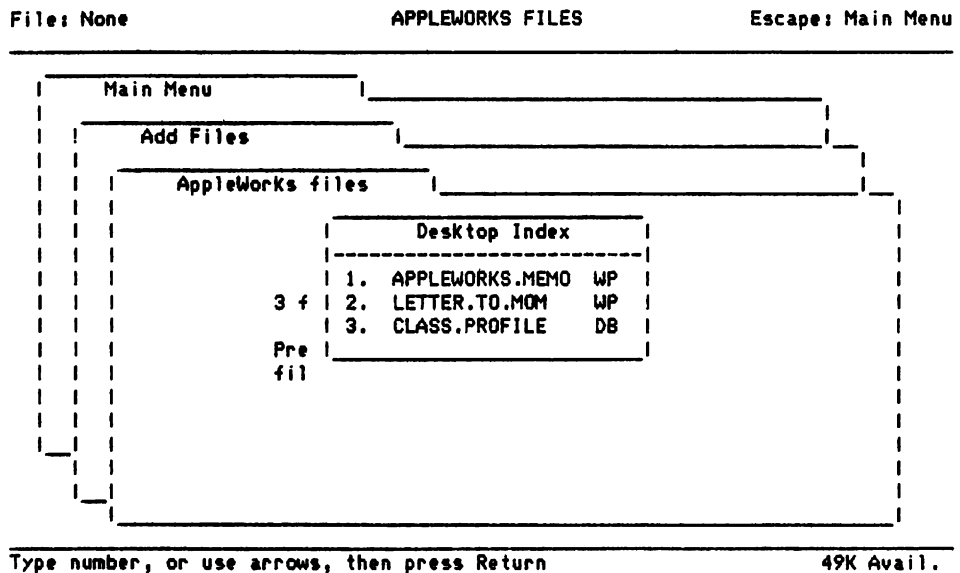 File: None APPLEWORKS FILES Escape: Main Menu
Main Menu
Add Files
AppleWorks files
Desktop Index
1. APPLEWORKS.MEMO WP
3 f 2. LETTER.TO.MOM WP
3. CLASS.PROFILE DB
Pre
fil
Type number, or use arrows, then press Return 49K Avail.